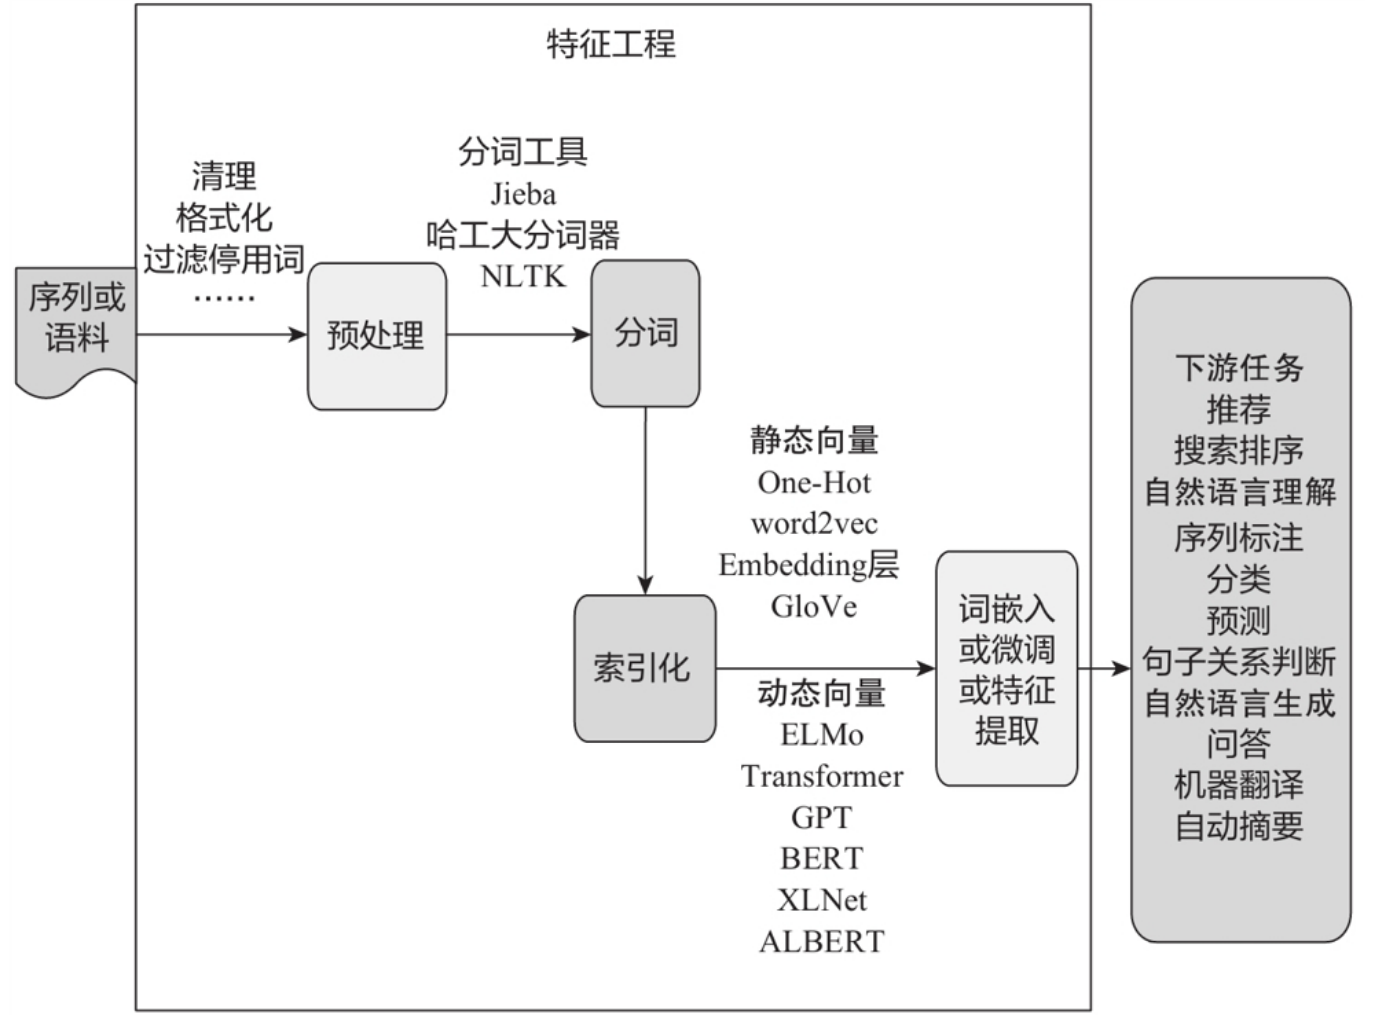 特征工程
清理
格式化
过滤停用词
……
分词工具
Jieba
哈工大分词器
NLTK
序列或
语料
预处理
分词
静态向量
One-Hot
word2vec
Embedding层
GloVe
索引化
动态向量
ELMo
Transformer
GPT
BERT
XLNet
ALBERT
词嵌入
或微调
或特征
提取
下游任务
推荐
搜索排序
自然语言理解
序列标注
分类
预测
句子关系判断
自然语言生成
问答
机器翻译
自动摘要